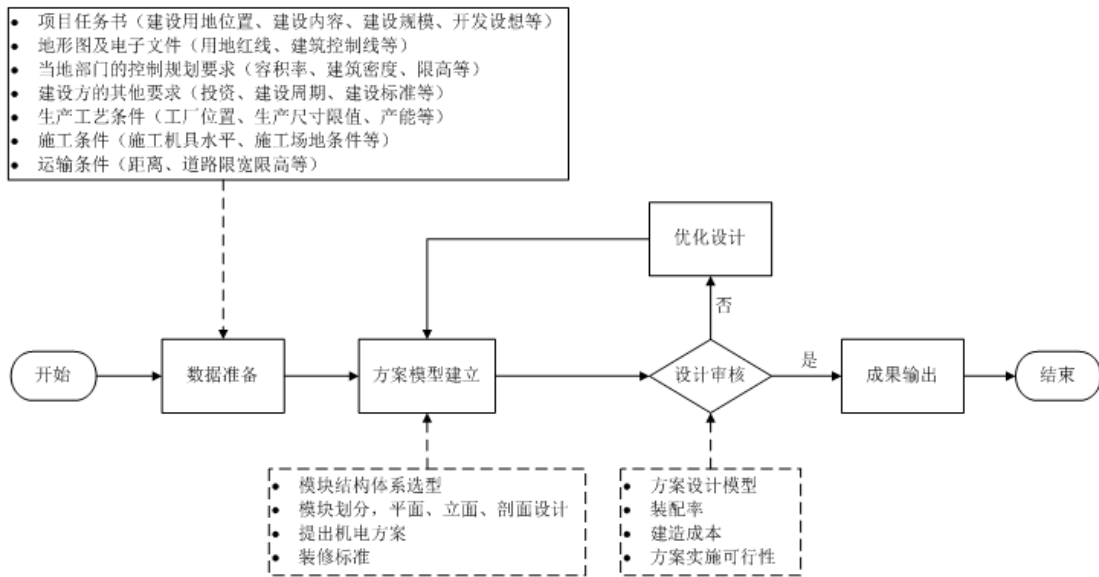 • 项目任务书（建设用地位置、建设内容、建设规模、开发设想等）
• 地形图及电子文件（用地红线、建筑控制线等）
• 当地部门的控制规划要求（容积率、建筑密度、限高等）
• 建设方的其他要求（投资、建设周期、建设标准等）
• 生产工艺条件（工厂位置、生产尺寸限值、产能等）
• 施工条件（施工机具水平、施工场地条件等）
• 运输条件（距离、道路限宽限高等）
优化设计
否
开始
数据准备
方案模型建立
设计审核
是
成果输出
结束
• 模块结构体系选型
• 模块划分，平面、立面、剖面设计
• 提出机电方案
• 装修标准
• 方案设计模型
• 装配率
• 建造成本
• 方案实施可行性